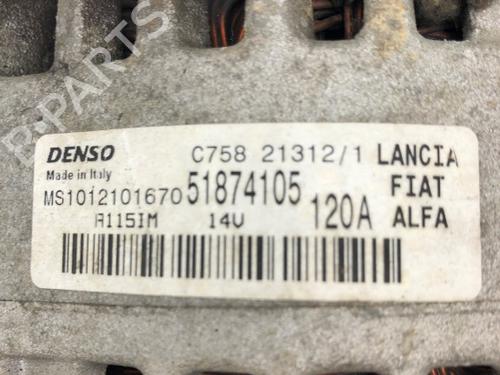 B-PARTS
DENSO C758 21312/1 LANCIA
Made in Italy FIAT
MS1012101670 51874105 120A ALFA
A115IM 14V